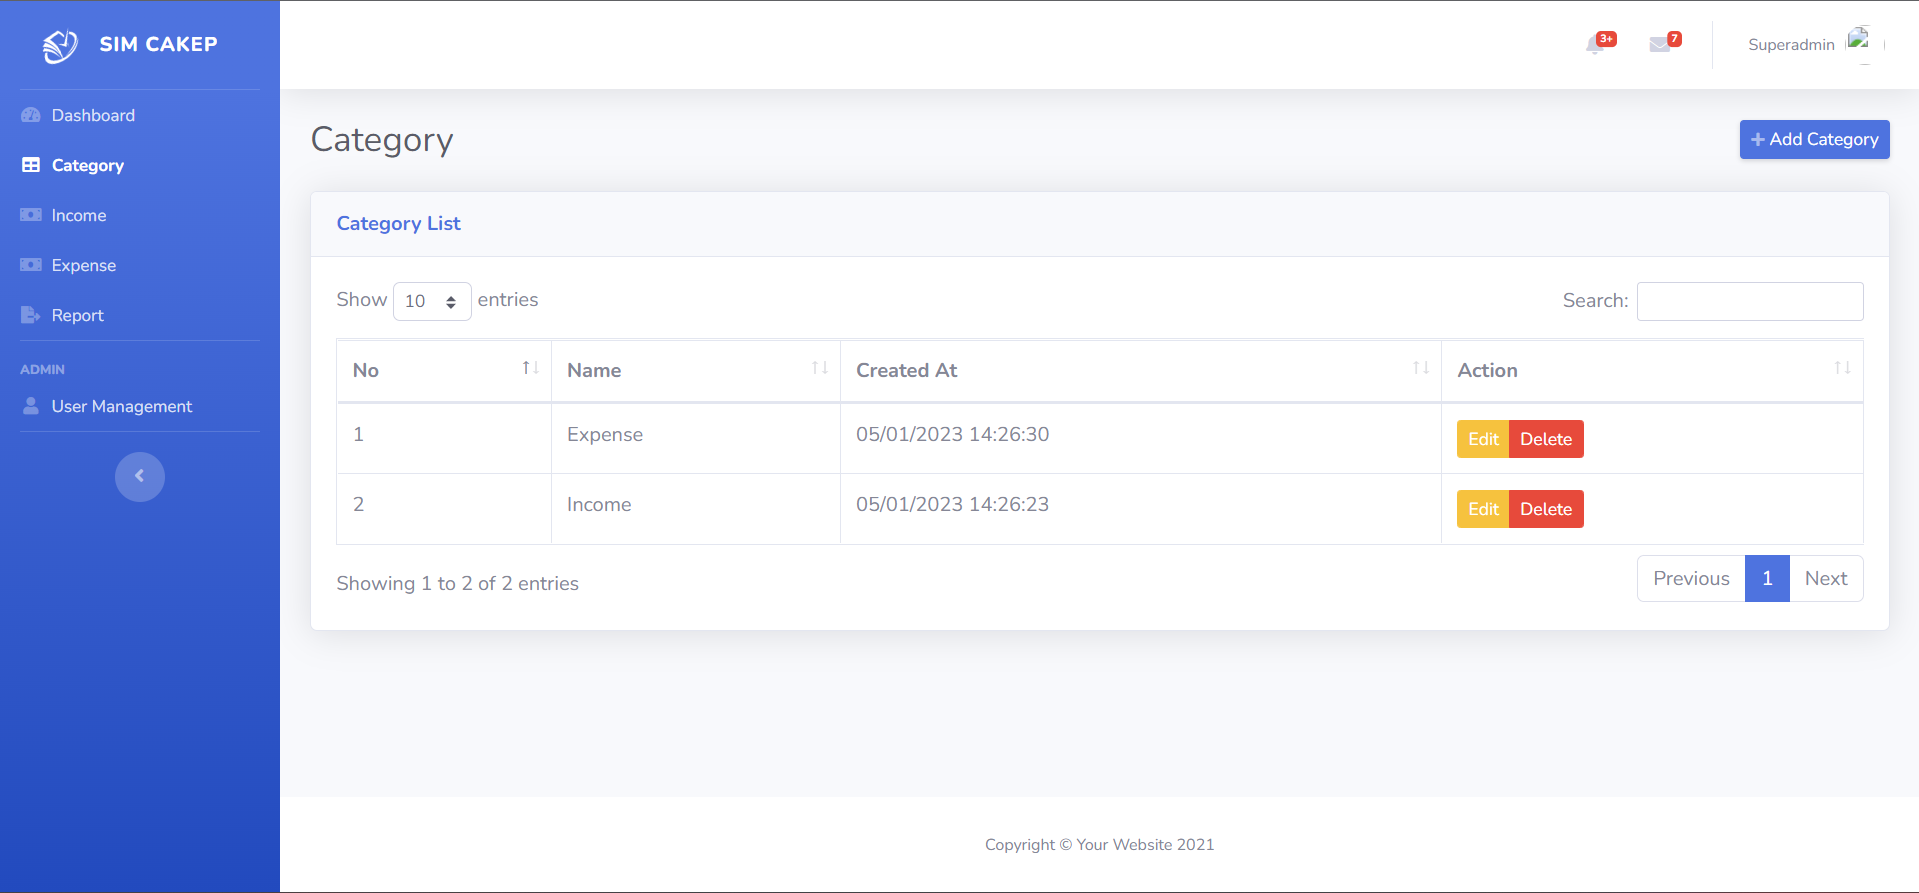 SIM CAKEP
3+
7
Superadmin
Dashboard
Category
Income
Expense
Report
ADMIN
User Management
Category
Add Category
Category List
Show 10 entries
Search:
No Name Created At Action
1 Expense 05/01/2023 14:26:30 Edit Delete
2 Income 05/01/2023 14:26:23 Edit Delete
Showing 1 to 2 of 2 entries
Previous 1 Next
Copyright © Your Website 2021